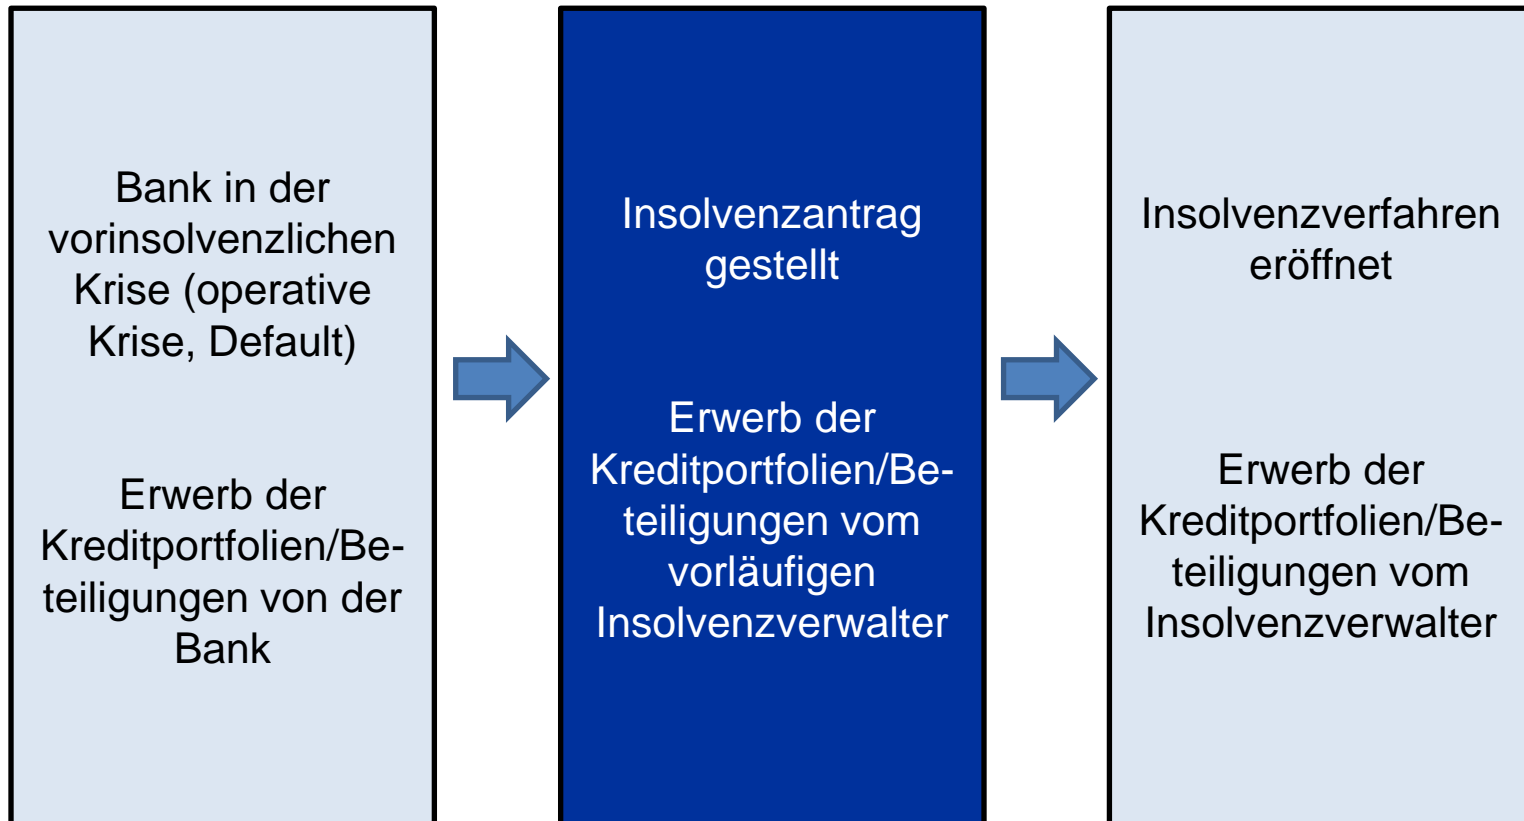 Bank in der
vorinsolvenzlichen
Krise (operative
Krise, Default)
Erwerb der
Kreditportfolien/Be-
teiligungen von der
Bank
Insolvenzantrag
gestellt
Erwerb der
Kreditportfolien/Be-
teiligungen vom
vorläufigen
Insolvenzverwalter
Insolvenzverfahren
eröffnet
Erwerb der
Kreditportfolien/Be-
teiligungen vom
Insolvenzverwalter